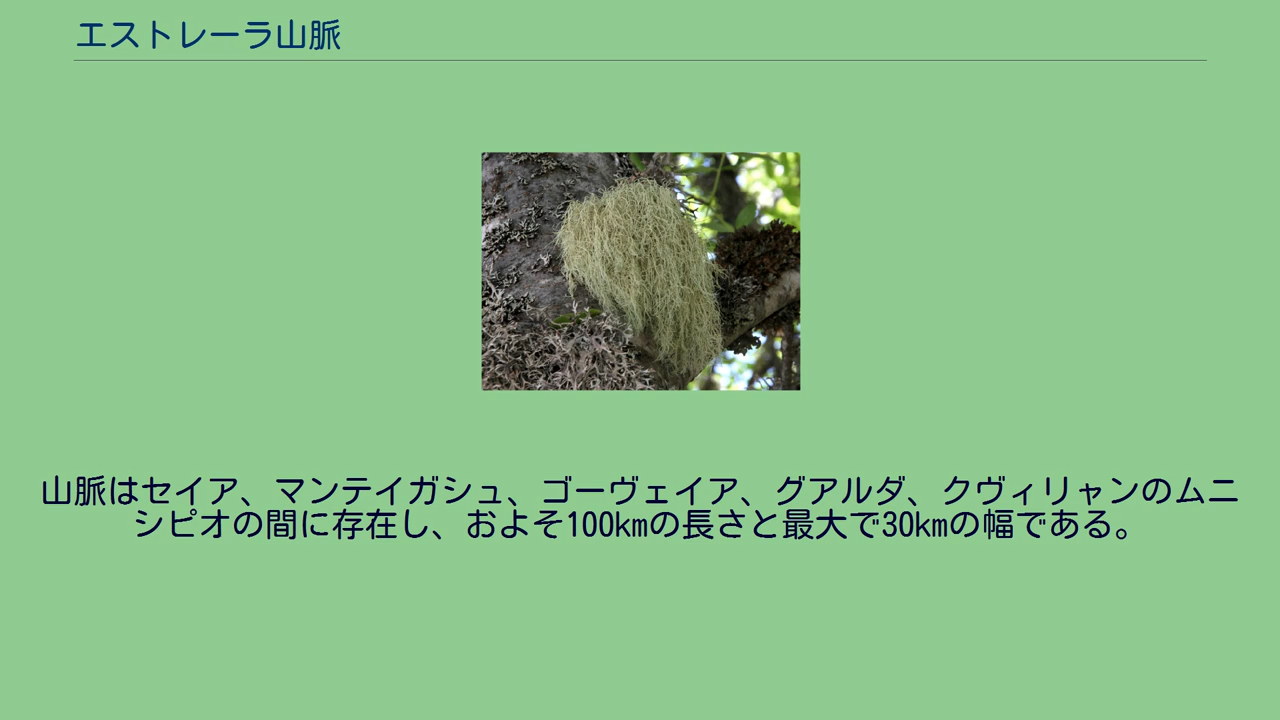 エストレーラ山脈
山脈はセイア、マンテイガシュ、ゴーヴェイア、グアルダ、クヴィリャンのムニ
シピオの間に存在し、およそ100kmの長さと最大で30kmの幅である。